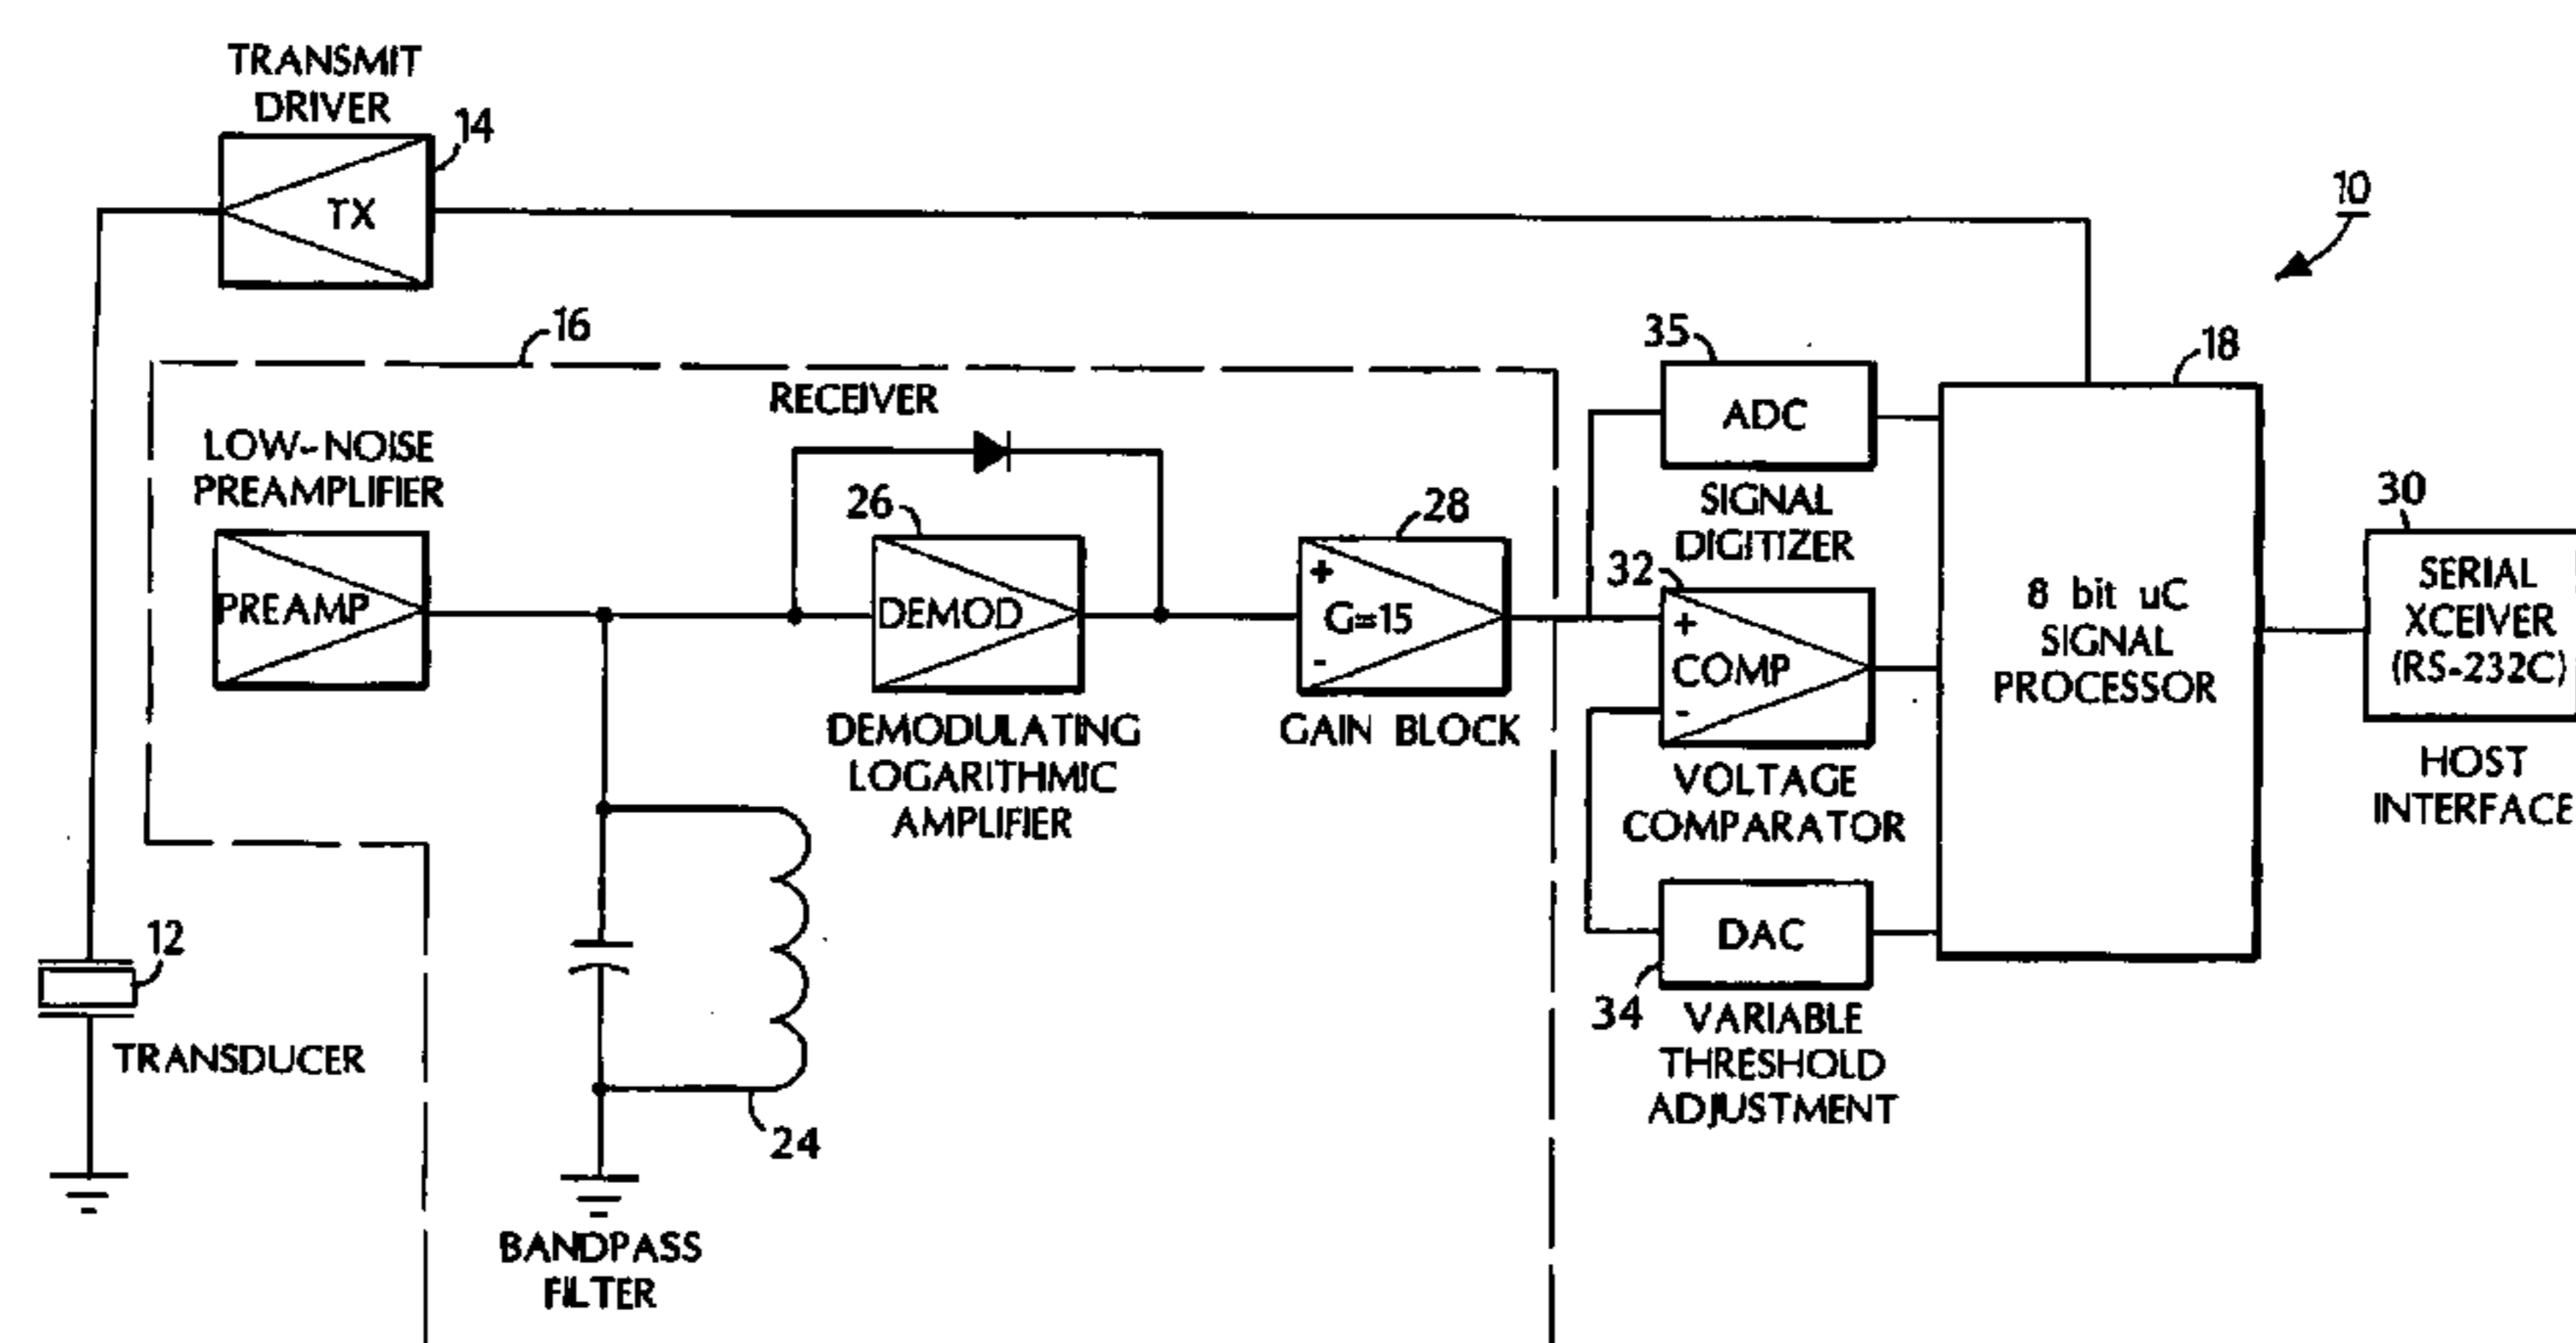 TRANSMIT
DRIVER
14
TX
10
16
RECEIVER
LOW-NOISE
PREAMPLIFIER
PREAMP
26
DEMOD
DEMODULATING
LOGARITHMIC
AMPLIFIER
28
+
G=15
-
GAIN BLOCK
35
ADC
SIGNAL
DIGITIZER
32
+
COMP
-
VOLTAGE
COMPARATOR
DAC
34
VARIABLE
THRESHOLD
ADJUSTMENT
18
8 bit uC
SIGNAL
PROCESSOR
30
SERIAL
XCEIVER
(RS-232C)
HOST
INTERFACE
12
TRANSDUCER
24
BANDPASS
FILTER